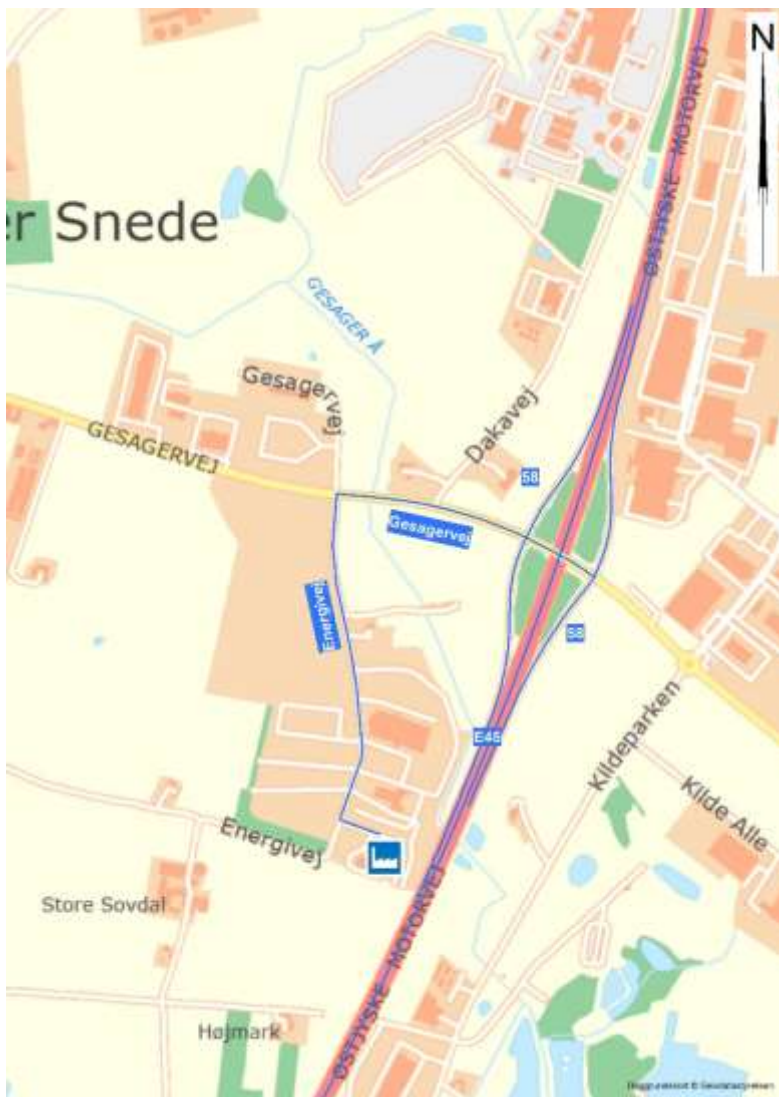 N
ØSTJYSKE MOTORVEJ
er Snede
GESAGER Å
Gesagervej
Dakavej
GESAGERVEJ
58
Gesagervej
Energivej
58
E45
Kildeparken
Kilde Alle
Energivej
Store Sovdal
ØSTJYSKE MOTORVEJ
Højmark